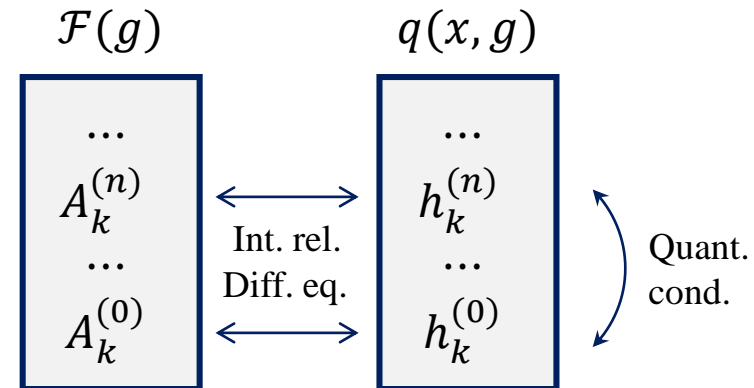 ℱ(g) q(x, g)
... ...
A_k^(n) h_k^(n)
Int. rel.
Quant.
... ...
Diff. eq.
cond.
A_k^(0) h_k^(0)